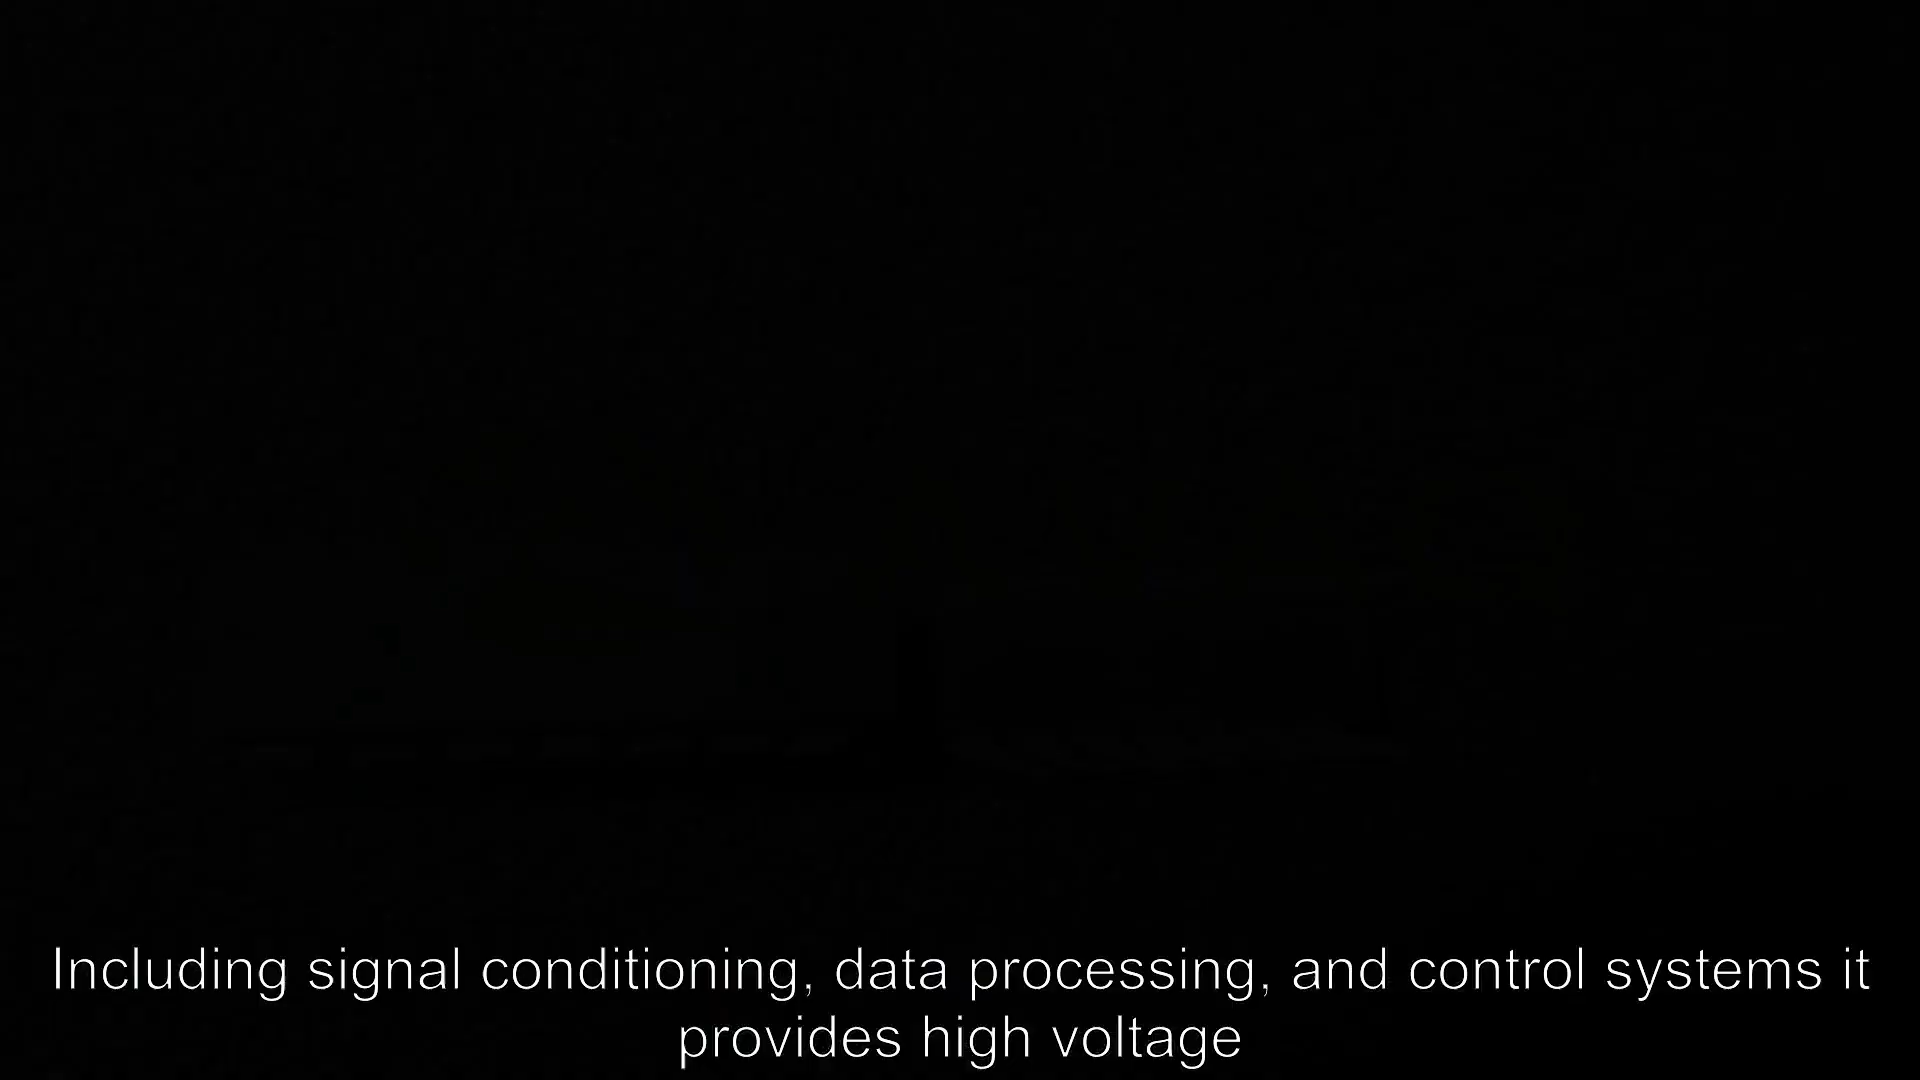 Including signal conditioning, data processing, and control systems it
provides high voltage